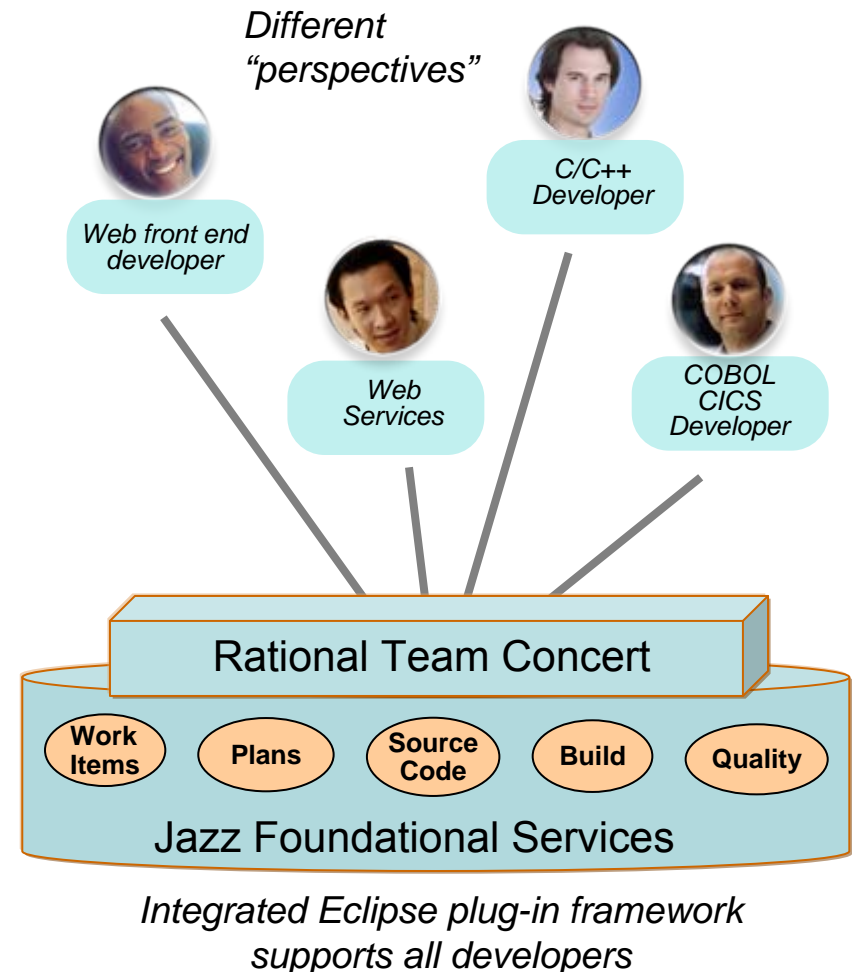 Different
“perspectives”
C/C++
Developer
Web front end
developer
Web
Services
COBOL
CICS
Developer
Rational Team Concert
Work
Items
Plans
Source
Code
Build
Quality
Jazz Foundational Services
Integrated Eclipse plug-in framework
supports all developers